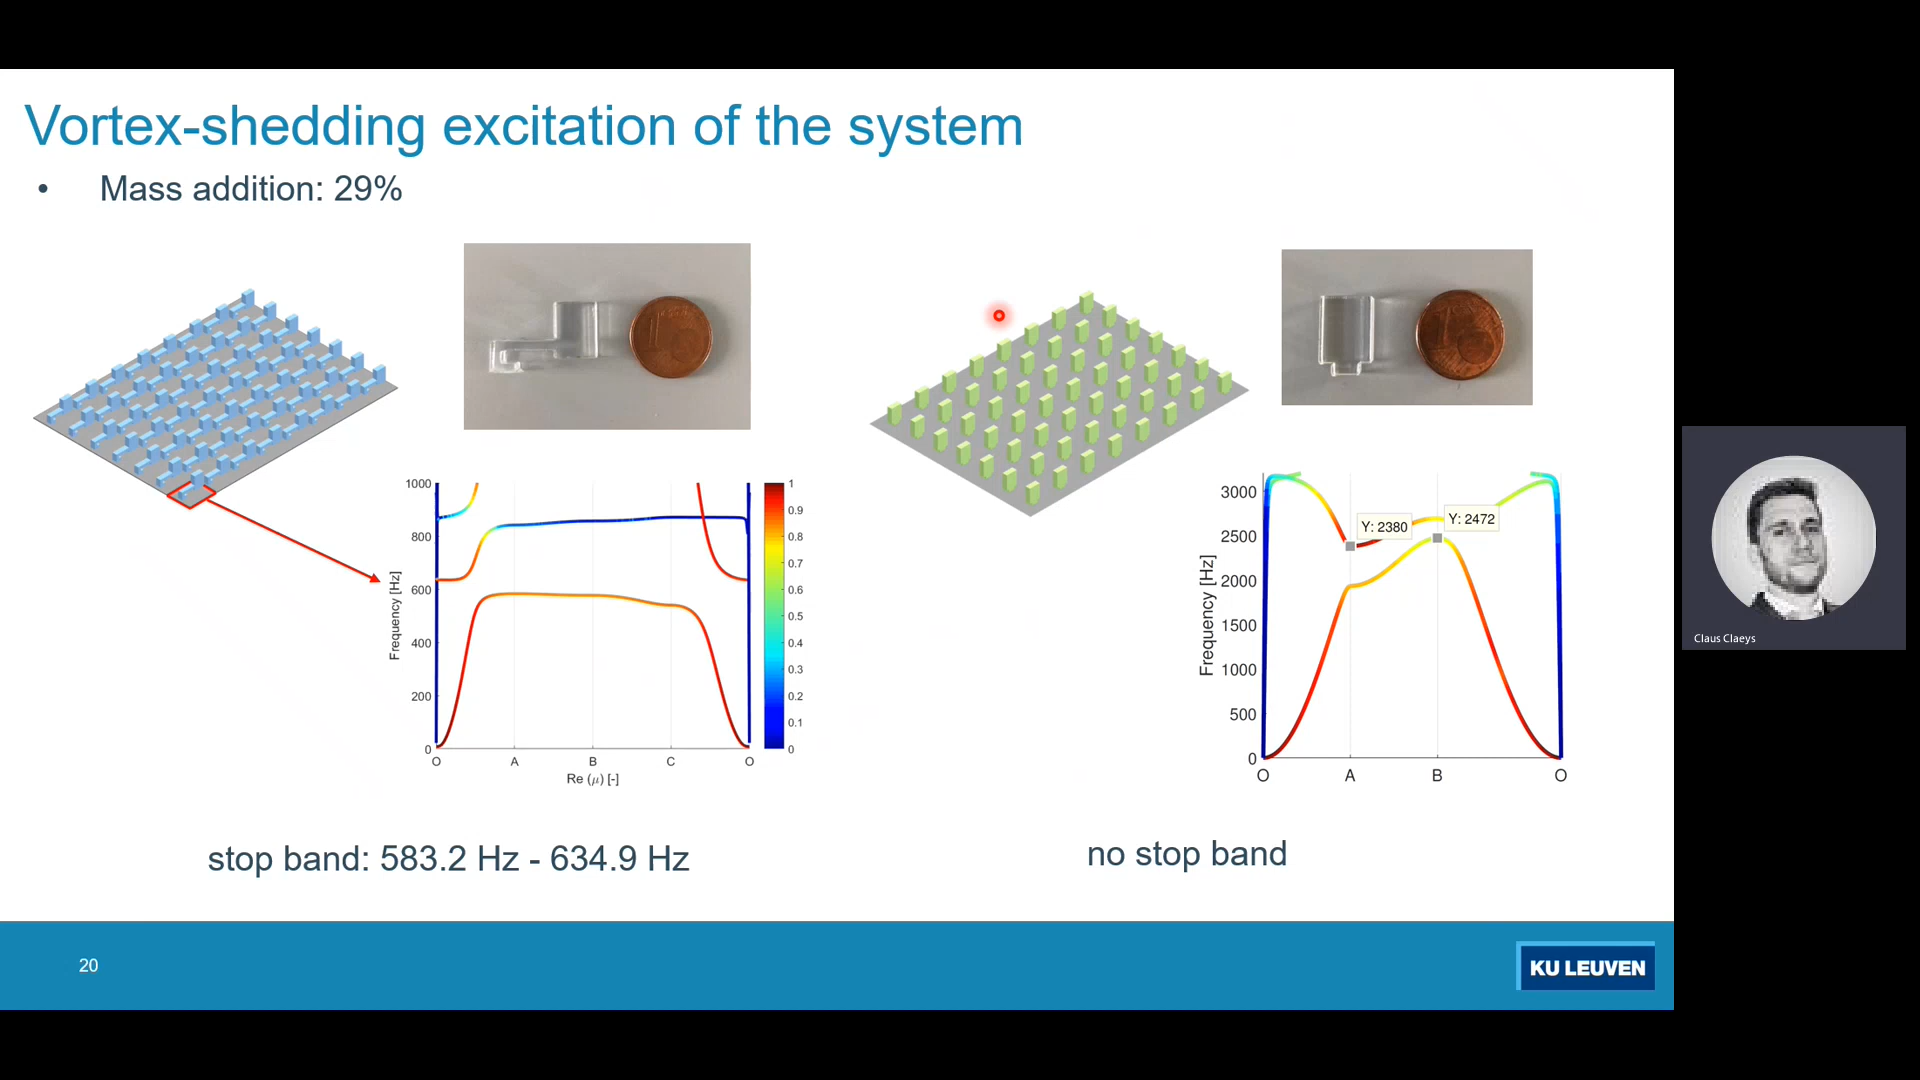 Vortex-shedding excitation of the system
• Mass addition: 29%
1000
800
600
400
200
0
Frequency [Hz]
O A B C O
Re (μ) [-]
1
0.9
0.8
0.7
0.6
0.5
0.4
0.3
0.2
0.1
0
3000
2500
2000
1500
1000
500
0
Frequency [Hz]
Y: 2380
Y: 2472
O A B O
stop band: 583.2 Hz - 634.9 Hz
no stop band
20
KU LEUVEN
Claus Claeys